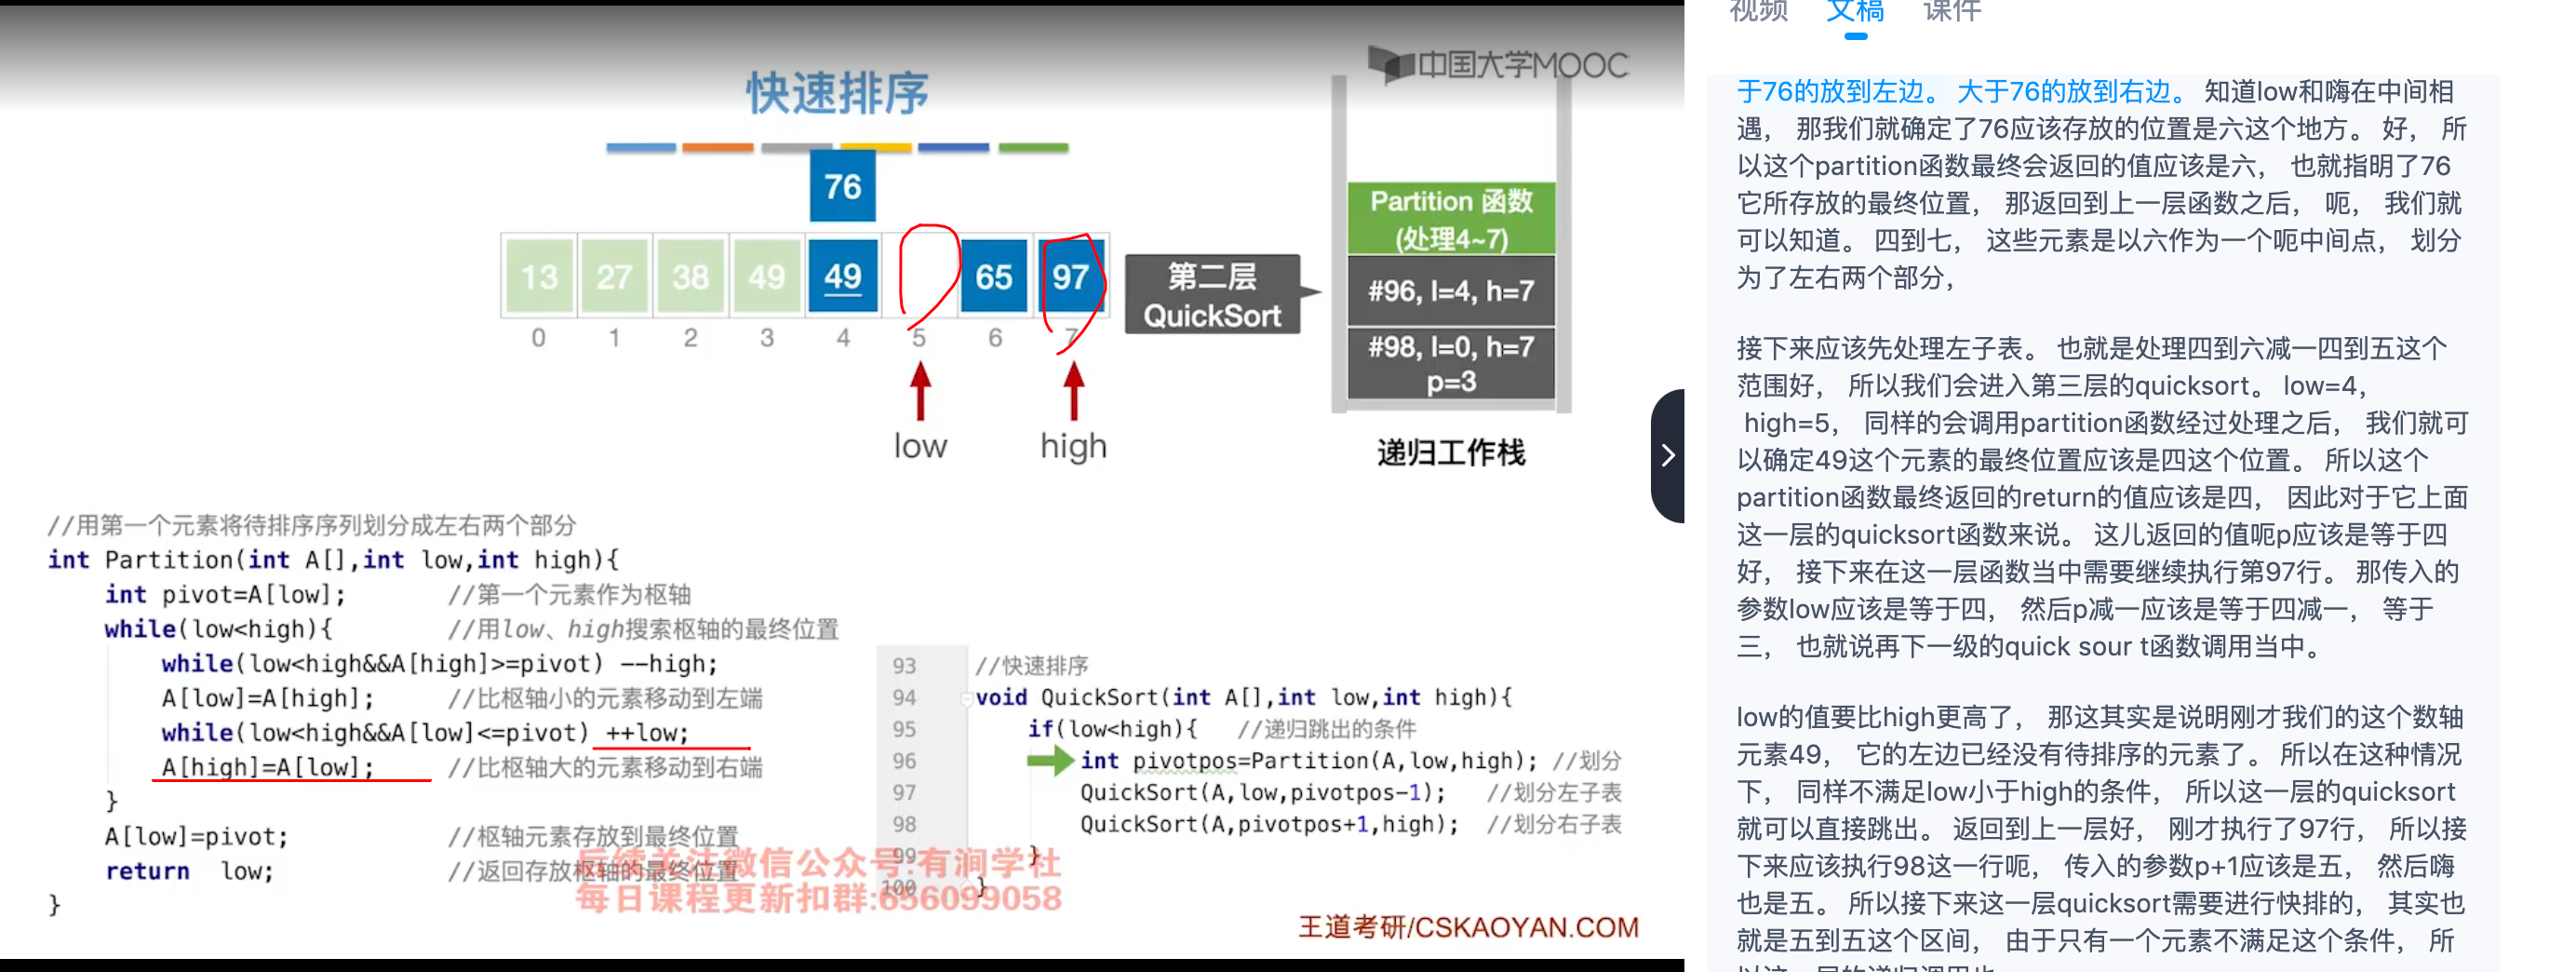 中国大学MOOC
快速排序
76
13 27 38 49 49 65 97
0 1 2 3 4 5 6 7
low high
第二层
QuickSort
Partition 函数
(处理4~7)
#96, l=4, h=7
#98, l=0, h=7
p=3
递归工作栈
//用第一个元素将待排序序列划分成左右两个部分
int Partition(int A[],int low,int high){
int pivot=A[low]; //第一个元素作为枢轴
while(low<high){ //用low、high搜索枢轴的最终位置
while(low<high&&A[high]>=pivot) --high;
A[low]=A[high]; //比枢轴小的元素移动到左端
while(low<high&&A[low]<=pivot) ++low;
A[high]=A[low]; //比枢轴大的元素移动到右端
}
A[low]=pivot; //枢轴元素存放到最终位置
return low; //返回存放枢轴的最终位置
}
93 //快速排序
94 void QuickSort(int A[],int low,int high){
95 if(low<high){ //递归跳出的条件
96 int pivotpos=Partition(A,low,high); //划分
97 QuickSort(A,low,pivotpos-1); //划分左子表
98 QuickSort(A,pivotpos+1,high); //划分右子表
99 }
100 }
后续关注微信公众号:有涧学社
每日课程更新扣群:656099058
王道考研/CSKAOYAN.COM
视频 文稿 课件
于76的放到左边。 大于76的放到右边。 知道low和嗨在中间相
遇， 那我们就确定了76应该存放的位置是六这个地方。 好， 所
以这个partition函数最终会返回的值应该是六， 也就指明了76
它所存放的最终位置， 那返回到上一层函数之后， 呃， 我们就
可以知道。 四到七， 这些元素是以六作为一个呃中间点， 划分
为了左右两个部分，
接下来应该先处理左子表。 也就是处理四到六减一四到五这个
范围好， 所以我们会进入第三层的quicksort。 low=4，
high=5， 同样的会调用partition函数经过处理之后， 我们就可
以确定49这个元素的最终位置应该是四这个位置。 所以这个
partition函数最终返回的return的值应该是四， 因此对于它上面
这一层的quicksort函数来说。 这儿返回的值呃p应该是等于四
好， 接下来在这一层函数当中需要继续执行第97行。 那传入的
参数low应该是等于四， 然后p减一应该是等于四减一， 等于
三， 也就说再下一级的quick sour t函数调用当中。
low的值要比high更高了， 那这其实是说明刚才我们的这个数轴
元素49， 它的左边已经没有待排序的元素了。 所以在这种情况
下， 同样不满足low小于high的条件， 所以这一层的quicksort
就可以直接跳出。 返回到上一层好， 刚才执行了97行， 所以接
下来应该执行98这一行呃， 传入的参数p+1应该是五， 然后嗨
也是五。 所以接下来这一层quicksort需要进行快排的， 其实也
就是五到五这个区间， 由于只有一个元素不满足这个条件， 所